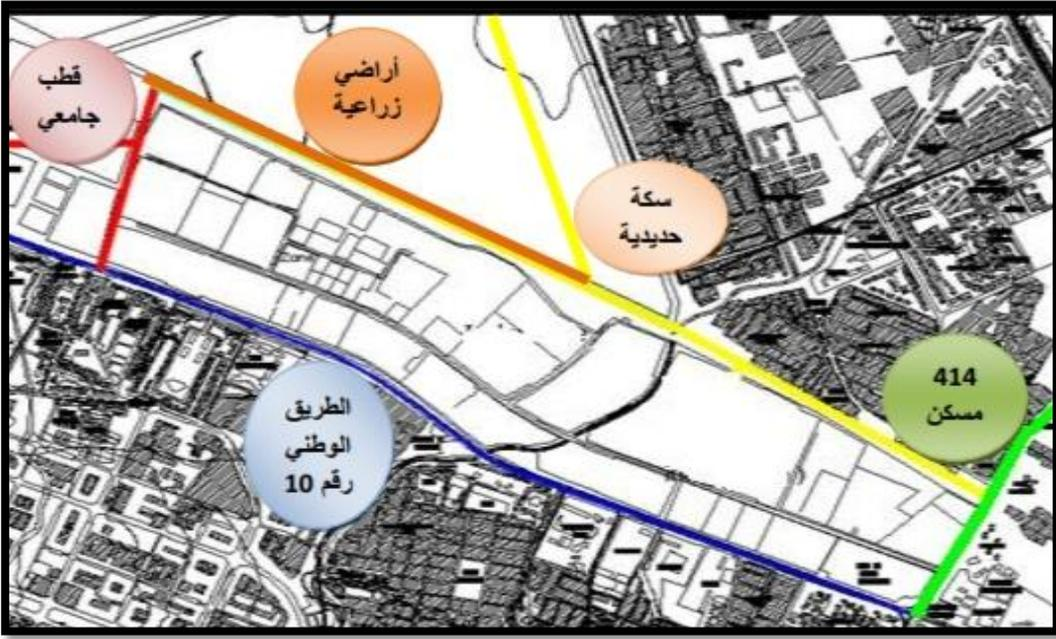 قطب
جامعي
أراضي
زراعية
سكة
حديدية
414
مسكن
الطريق
الوطني
رقم 10